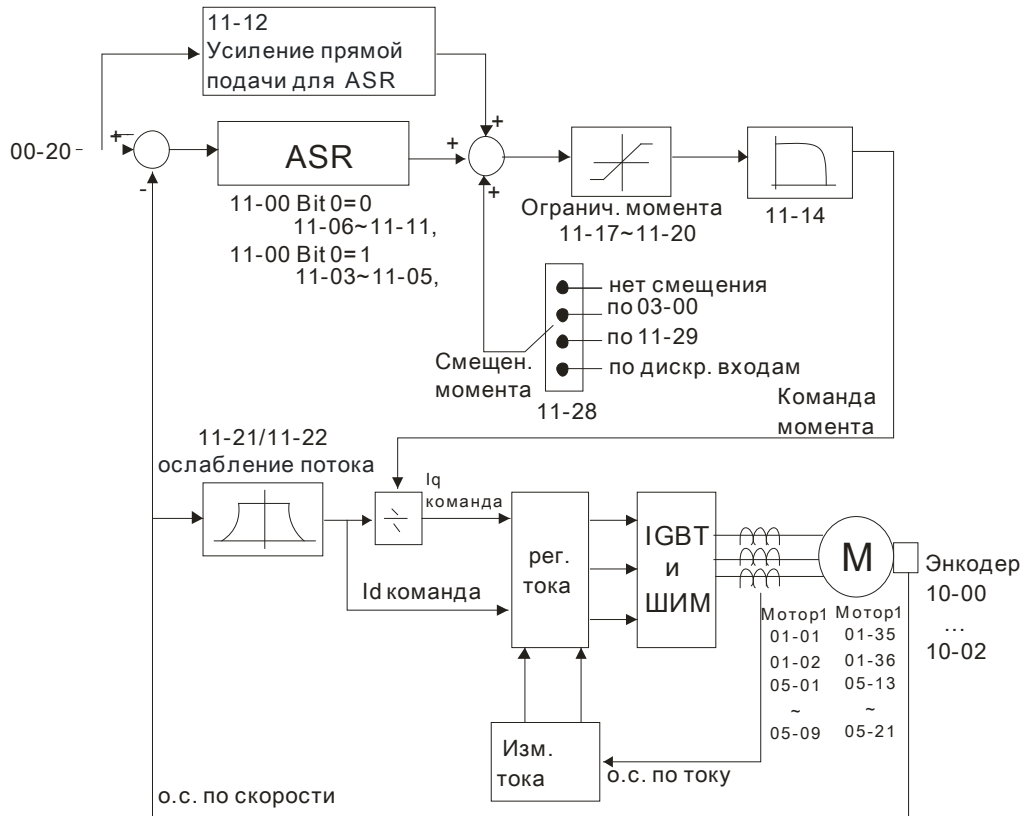 11-12
Усиление прямой
подачи для ASR
00-20
+
-
ASR
+
+
+
11-00 Bit 0=0
11-06~11-11,
11-00 Bit 0=1
11-03~11-05,
Огранич. момента
11-17~11-20
11-14
нет смещения
по 03-00
по 11-29
по дискр. входам
Смещен.
момента
11-28
Команда
момента
11-21/11-22
ослабление потока
Iq
команда
Id команда
рег.
тока
IGBT
и
ШИМ
M
Энкодер
10-00
...
10-02
Мотор1 Мотор1
01-01 01-35
01-02 01-36
05-01 05-13
~ ~
05-09 05-21
Изм.
тока
о.с. по току
о.с. по скорости